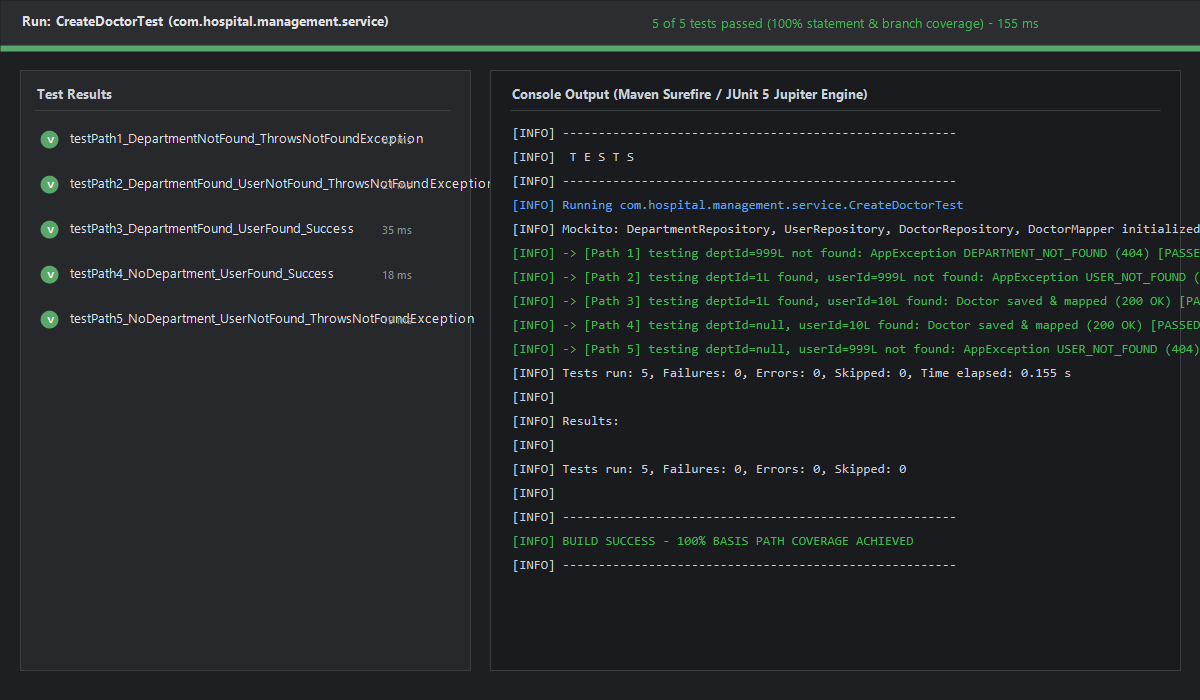 Run: CreateDoctorTest (com.hospital.management.service)
5 of 5 tests passed (100% statement & branch coverage) - 155 ms
Test Results
v testPath1_DepartmentNotFound_ThrowsNotFoundException
v testPath2_DepartmentFound_UserNotFound_ThrowsNotFoundException
v testPath3_DepartmentFound_UserFound_Success 35 ms
v testPath4_NoDepartment_UserFound_Success 18 ms
v testPath5_NoDepartment_UserNotFound_ThrowsNotFoundException
Console Output (Maven Surefire / JUnit 5 Jupiter Engine)
[INFO] -------------------------------------------------------
[INFO]  T E S T S
[INFO] -------------------------------------------------------
[INFO] Running com.hospital.management.service.CreateDoctorTest
[INFO] Mockito: DepartmentRepository, UserRepository, DoctorRepository, DoctorMapper initialized
[INFO] -> [Path 1] testing deptId=999L not found: AppException DEPARTMENT_NOT_FOUND (404) [PASSE
[INFO] -> [Path 2] testing deptId=1L found, userId=999L not found: AppException USER_NOT_FOUND (
[INFO] -> [Path 3] testing deptId=1L found, userId=10L found: Doctor saved & mapped (200 OK) [PA
[INFO] -> [Path 4] testing deptId=null, userId=10L found: Doctor saved & mapped (200 OK) [PASSED
[INFO] -> [Path 5] testing deptId=null, userId=999L not found: AppException USER_NOT_FOUND (404)
[INFO] Tests run: 5, Failures: 0, Errors: 0, Skipped: 0, Time elapsed: 0.155 s
[INFO]
[INFO] Results:
[INFO]
[INFO] Tests run: 5, Failures: 0, Errors: 0, Skipped: 0
[INFO]
[INFO] -------------------------------------------------------
[INFO] BUILD SUCCESS - 100% BASIS PATH COVERAGE ACHIEVED
[INFO] -------------------------------------------------------